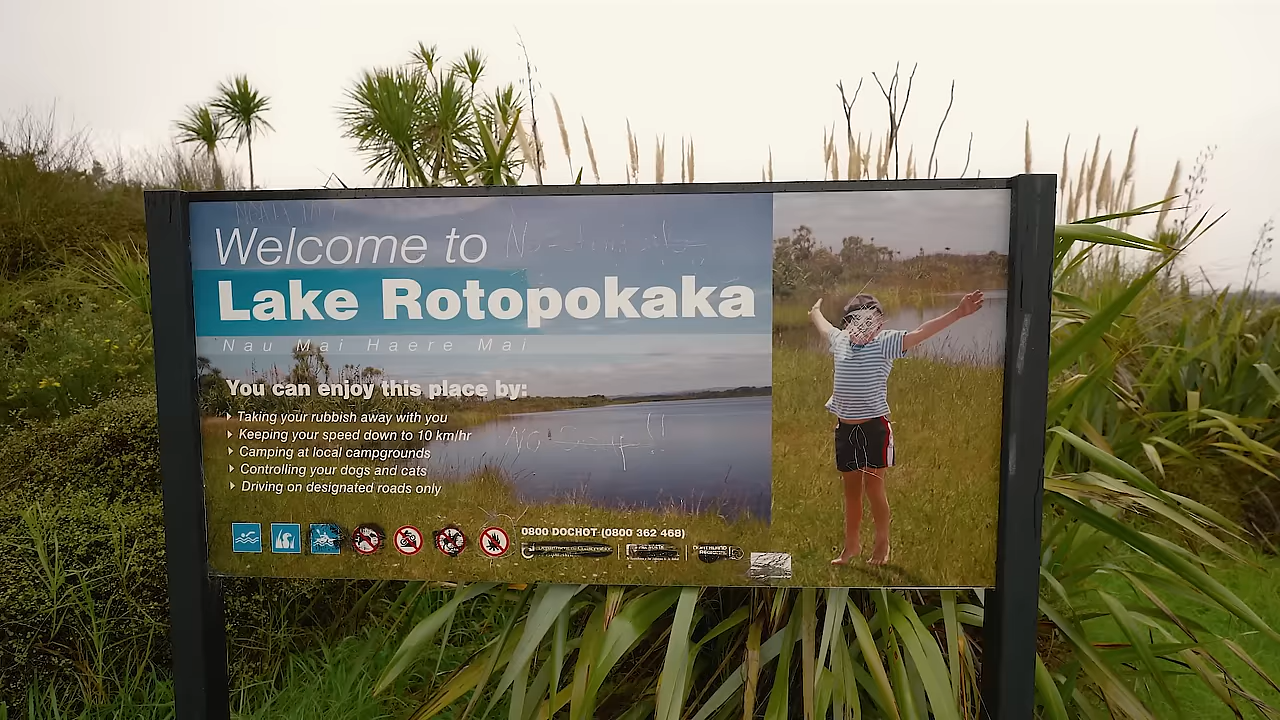 Welcome to
Lake Rotopokaka
Nau Mai Haere Mai
You can enjoy this place by:
Taking your rubbish away with you
Keeping your speed down to 10 km/hr
Camping at local campgrounds
Controlling your dogs and cats
Driving on designated roads only
0800 DOCHOT (0800 362 468)
NO